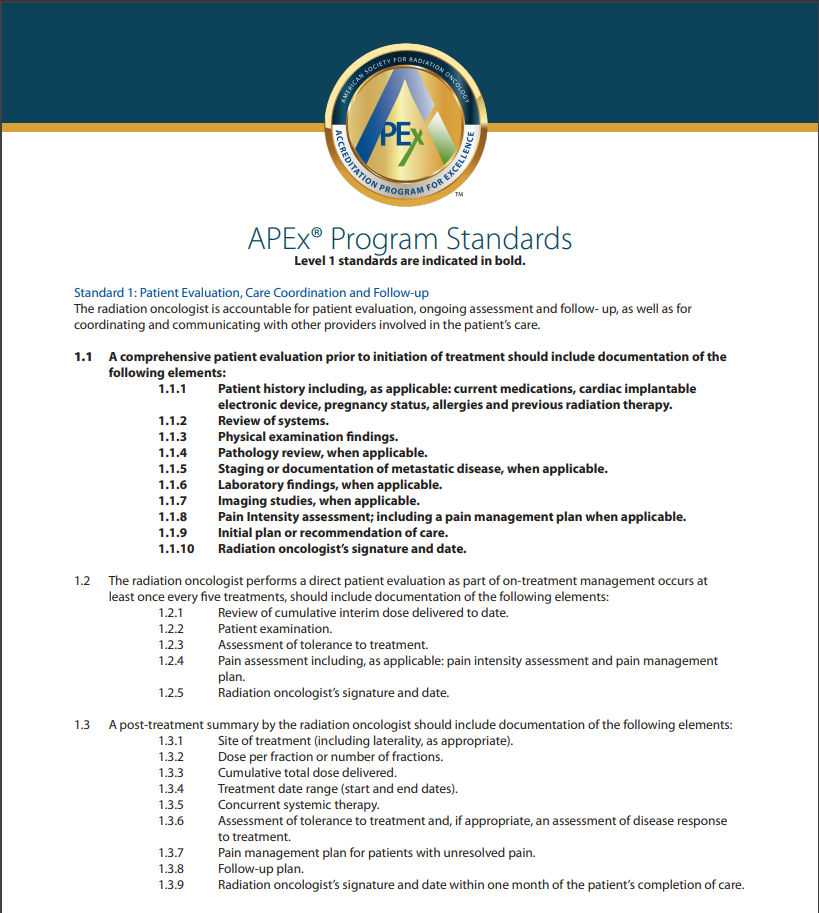 AMERICAN SOCIETY FOR RADIATION ONCOLOGY
APEx
ACCREDITATION PROGRAM FOR EXCELLENCE
TM
APEx® Program Standards
Level 1 standards are indicated in bold.
Standard 1: Patient Evaluation, Care Coordination and Follow-up
The radiation oncologist is accountable for patient evaluation, ongoing assessment and follow- up, as well as for
coordinating and communicating with other providers involved in the patient's care.
1.1 A comprehensive patient evaluation prior to initiation of treatment should include documentation of the
following elements:
1.1.1 Patient history including, as applicable: current medications, cardiac implantable
electronic device, pregnancy status, allergies and previous radiation therapy.
1.1.2 Review of systems.
1.1.3 Physical examination findings.
1.1.4 Pathology review, when applicable.
1.1.5 Staging or documentation of metastatic disease, when applicable.
1.1.6 Laboratory findings, when applicable.
1.1.7 Imaging studies, when applicable.
1.1.8 Pain Intensity assessment; including a pain management plan when applicable.
1.1.9 Initial plan or recommendation of care.
1.1.10 Radiation oncologist's signature and date.
1.2 The radiation oncologist performs a direct patient evaluation as part of on-treatment management occurs at
least once every five treatments, should include documentation of the following elements:
1.2.1 Review of cumulative interim dose delivered to date.
1.2.2 Patient examination.
1.2.3 Assessment of tolerance to treatment.
1.2.4 Pain assessment including, as applicable: pain intensity assessment and pain management
plan.
1.2.5 Radiation oncologist's signature and date.
1.3 A post-treatment summary by the radiation oncologist should include documentation of the following elements:
1.3.1 Site of treatment (including laterality, as appropriate).
1.3.2 Dose per fraction or number of fractions.
1.3.3 Cumulative total dose delivered.
1.3.4 Treatment date range (start and end dates).
1.3.5 Concurrent systemic therapy.
1.3.6 Assessment of tolerance to treatment and, if appropriate, an assessment of disease response
to treatment.
1.3.7 Pain management plan for patients with unresolved pain.
1.3.8 Follow-up plan.
1.3.9 Radiation oncologist's signature and date within one month of the patient's completion of care.